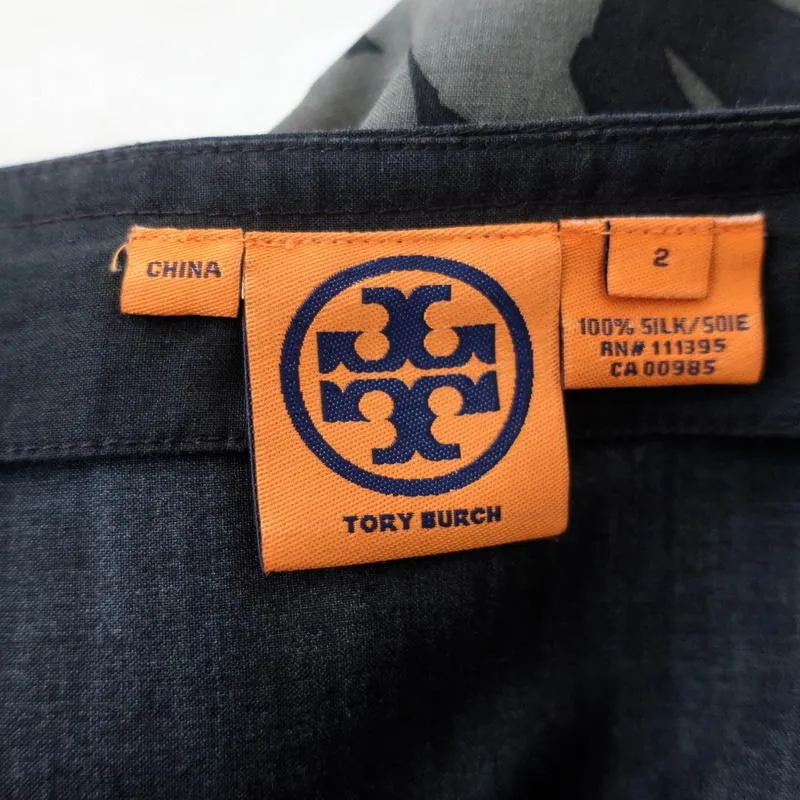 CHINA
TORY BURCH
2
100% SILK/SOIE
RN# 111395
CA 00985